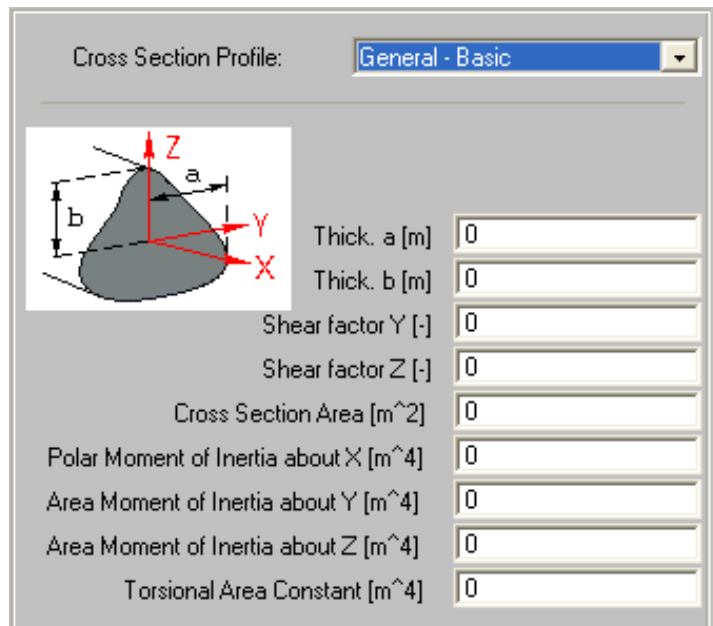 Cross Section Profile: General - Basic
Z
a
b
Y
X
Thick. a [m] 0
Thick. b [m] 0
Shear factor Y [-] 0
Shear factor Z [-] 0
Cross Section Area [m^2] 0
Polar Moment of Inertia about X [m^4] 0
Area Moment of Inertia about Y [m^4] 0
Area Moment of Inertia about Z [m^4] 0
Torsional Area Constant [m^4] 0